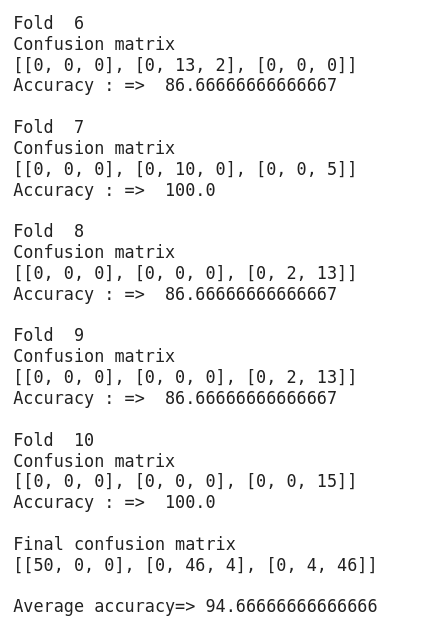 Fold  6
Confusion matrix
[[0, 0, 0], [0, 13, 2], [0, 0, 0]]
Accuracy : =>  86.66666666666667
Fold  7
Confusion matrix
[[0, 0, 0], [0, 10, 0], [0, 0, 5]]
Accuracy : =>  100.0
Fold  8
Confusion matrix
[[0, 0, 0], [0, 0, 0], [0, 2, 13]]
Accuracy : =>  86.66666666666667
Fold  9
Confusion matrix
[[0, 0, 0], [0, 0, 0], [0, 2, 13]]
Accuracy : =>  86.66666666666667
Fold  10
Confusion matrix
[[0, 0, 0], [0, 0, 0], [0, 0, 15]]
Accuracy : =>  100.0
Final confusion matrix
[[50, 0, 0], [0, 46, 4], [0, 4, 46]]
Average accuracy=> 94.66666666666666